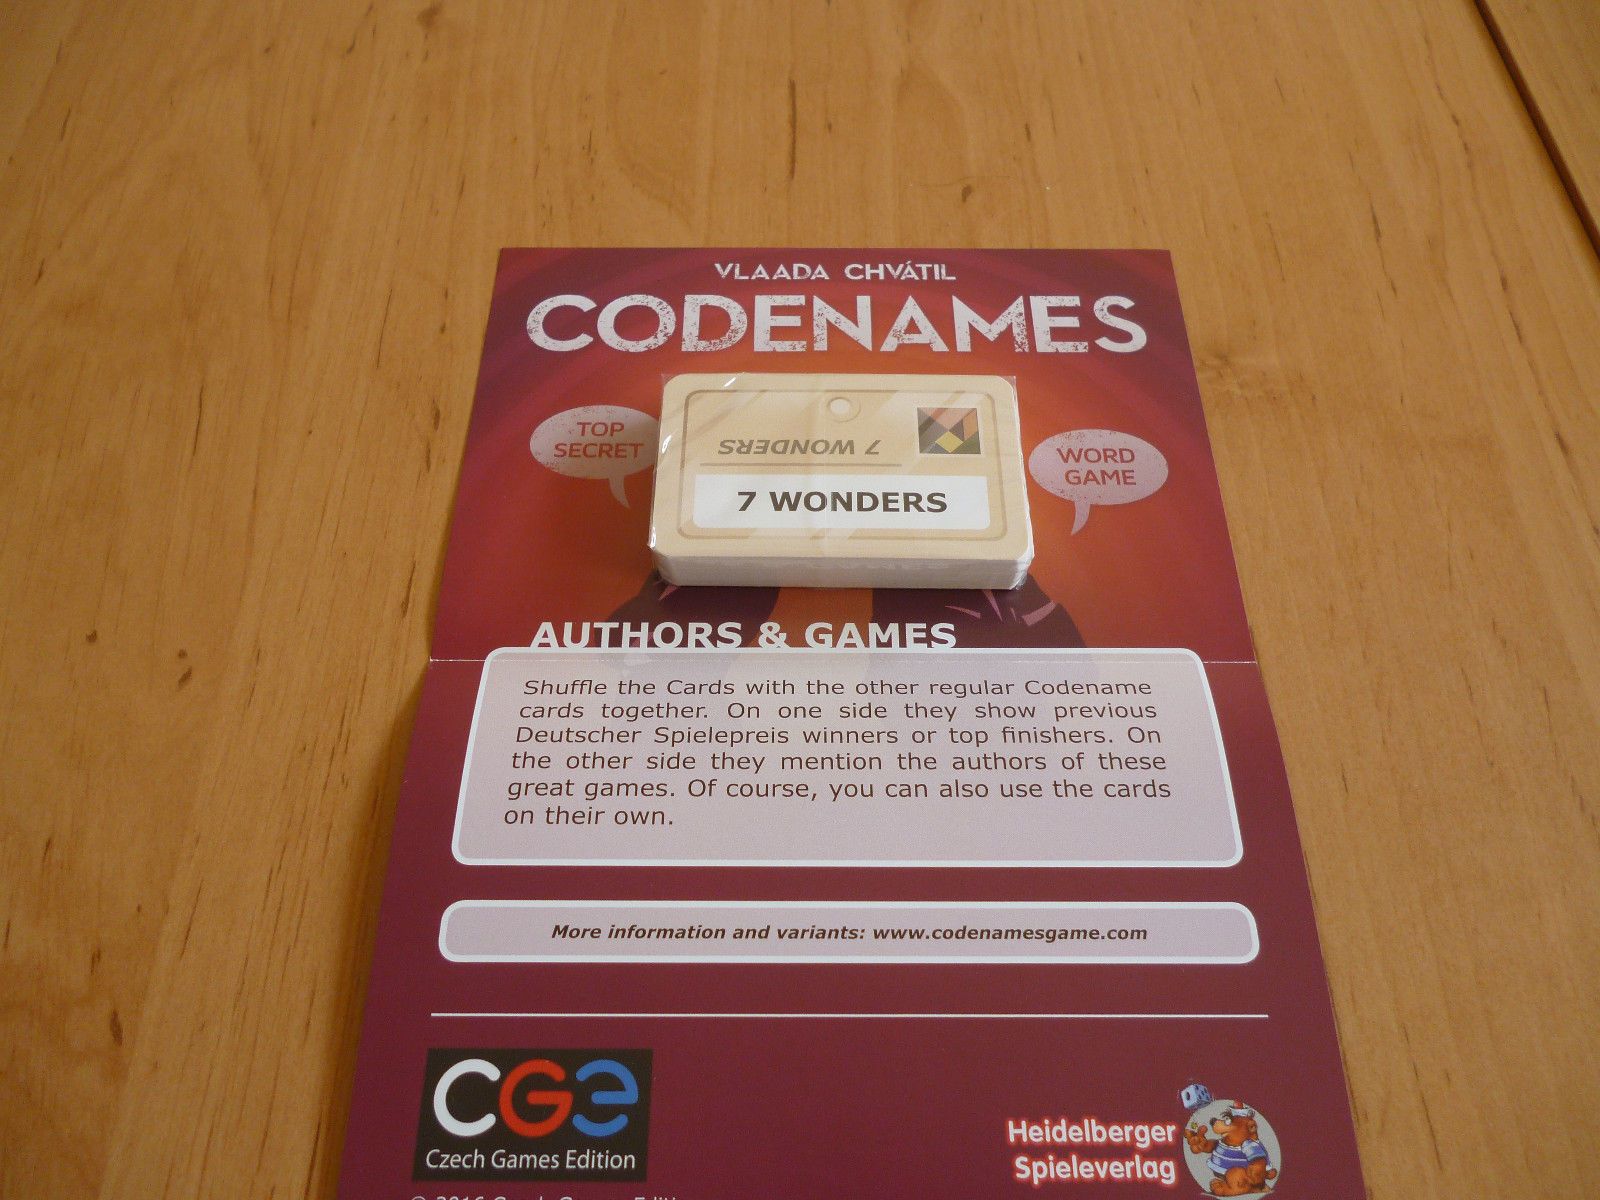 VLAADA CHVÁTIL
CODENAMES
TOP
SECRET
7 WONDERS
7 WONDERS
WORD
GAME
AUTHORS & GAMES
Shuffle the Cards with the other regular Codename
cards together. On one side they show previous
Deutscher Spielepreis winners or top finishers. On
the other side they mention the authors of these
great games. Of course, you can also use the cards
on their own.
More information and variants: www.codenamesgame.com
CGE
Czech Games Edition
Heidelberger
Spieleverlag